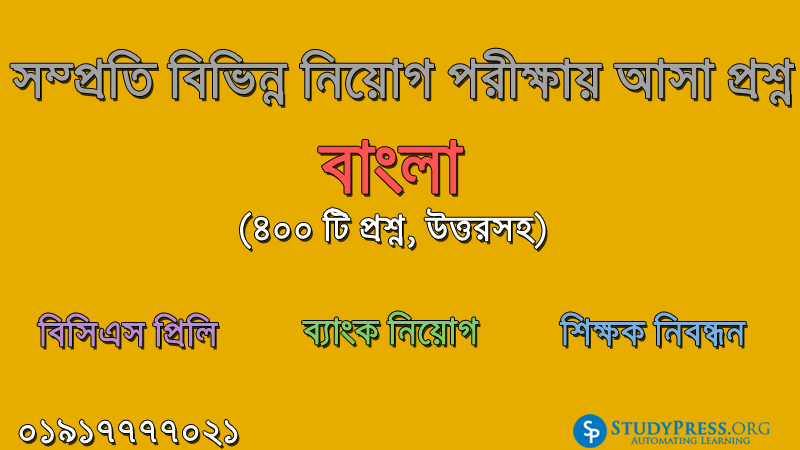 সম্প্রতি বিভিন্ন নিয়োগ পরীক্ষায় আসা প্রশ্ন
বাংলা
(৪০০ টি প্রশ্ন, উত্তরসহ)
বিসিএস প্রিলি ব্যাংক নিয়োগ শিক্ষক নিবন্ধন
০১৯১৭৭৭৭০২১
SP STUDYPRESS.ORG
AUTOMATING LEARNING